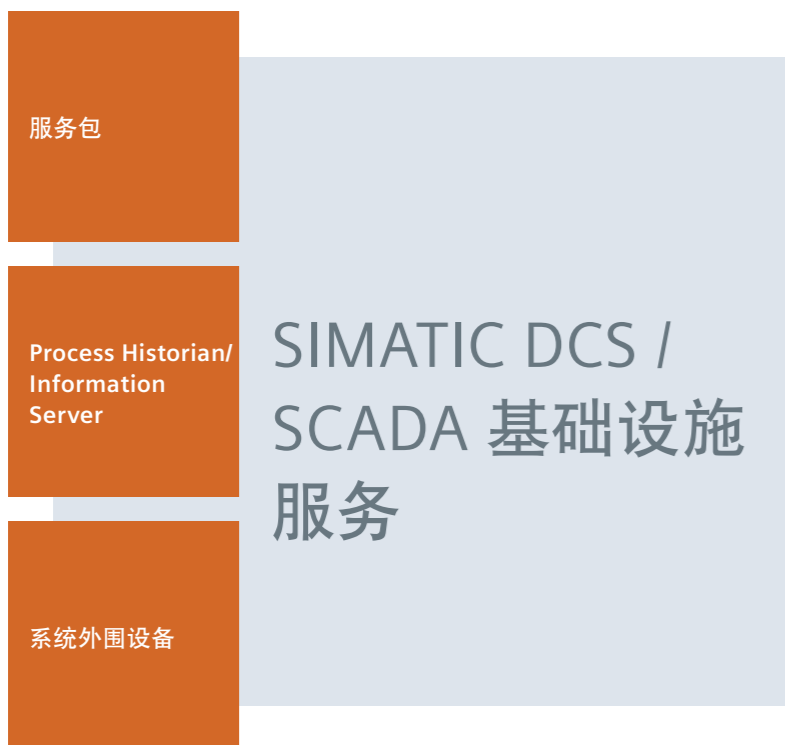 服务包
Process Historian/
Information
Server
系统外围设备
SIMATIC DCS /
SCADA 基础设施
服务